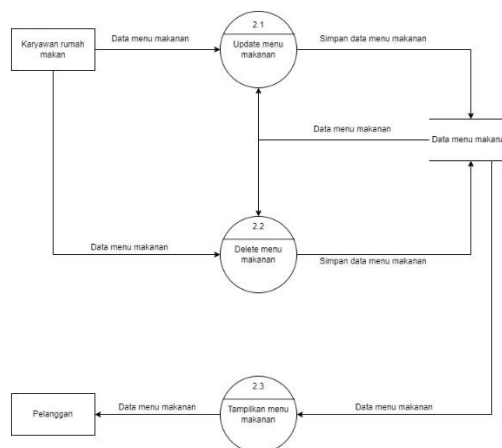 2.1
Karyawan rumah
makan
Data menu makanan
Update menu
makanan
Simpan data menu makanan
Data menu makanan
Data menu makana
2.2
Data menu makanan
Delete menu
makanan
Simpan data menu makanan
2.3
Pelanggan
Data menu makanan
Tampilkan menu
makanan
Data menu makanan